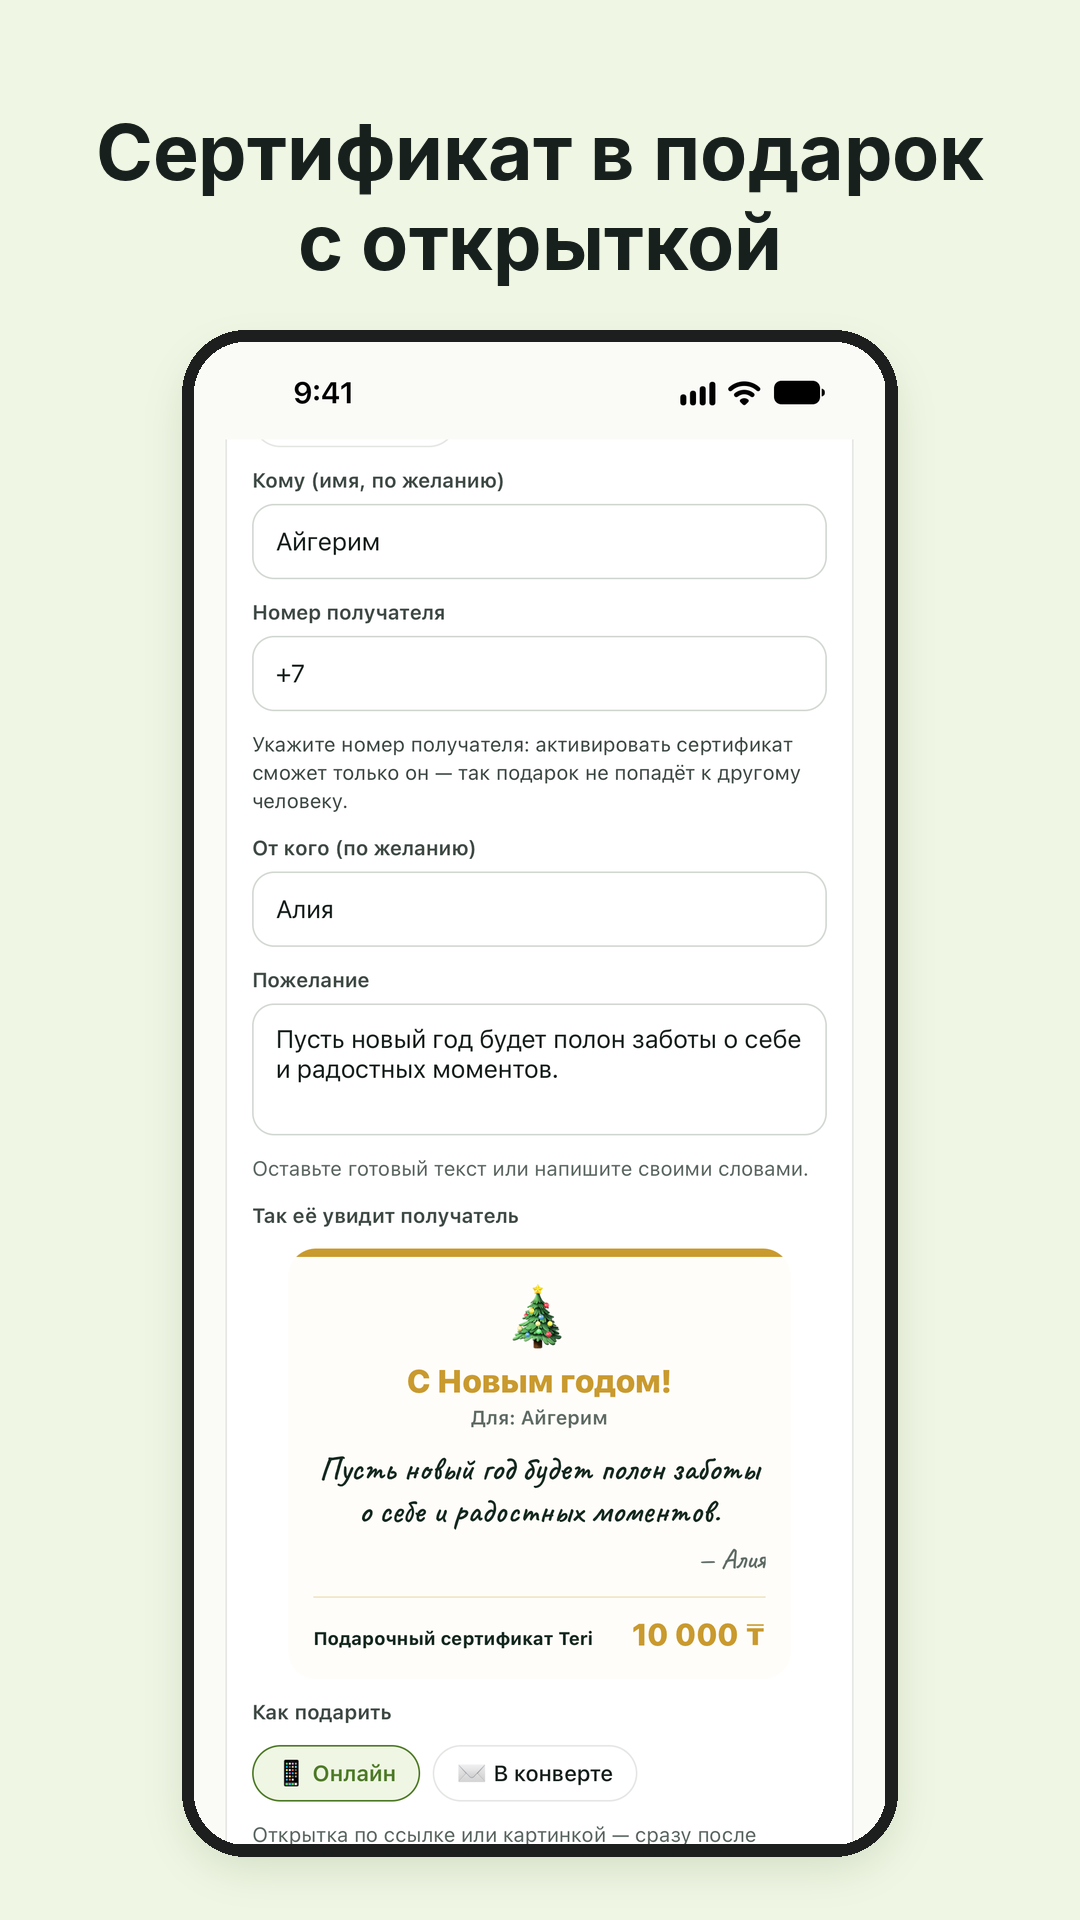 Сертификат в подарок
с открыткой
9:41
Кому (имя, по желанию)
Айгерим
Номер получателя
+7
Укажите номер получателя: активировать сертификат
сможет только он — так подарок не попадёт к другому
человеку.
От кого (по желанию)
Алия
Пожелание
Пусть новый год будет полон заботы о себе
и радостных моментов.
Оставьте готовый текст или напишите своими словами.
Так её увидит получатель
С Новым годом!
Для: Айгерим
Пусть новый год будет полон заботы
о себе и радостных моментов.
— Алия
Подарочный сертификат Teri 10 000 ₸
Как подарить
Онлайн В конверте
Открытка по ссылке или картинкой — сразу после